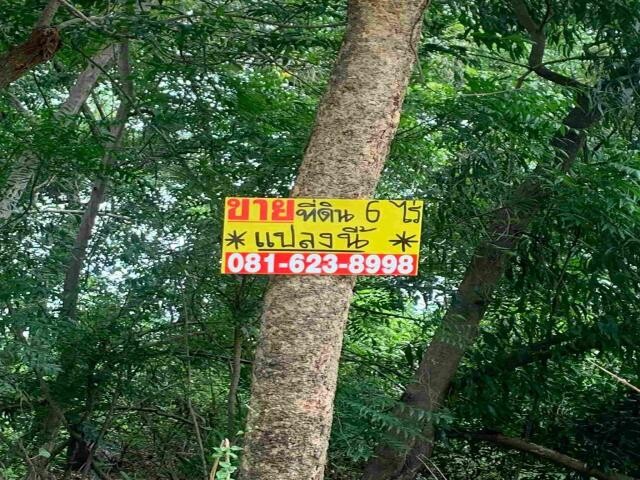 ขายที่ดิน 6 ไร่
* แปลงนี้ *
081-623-8998